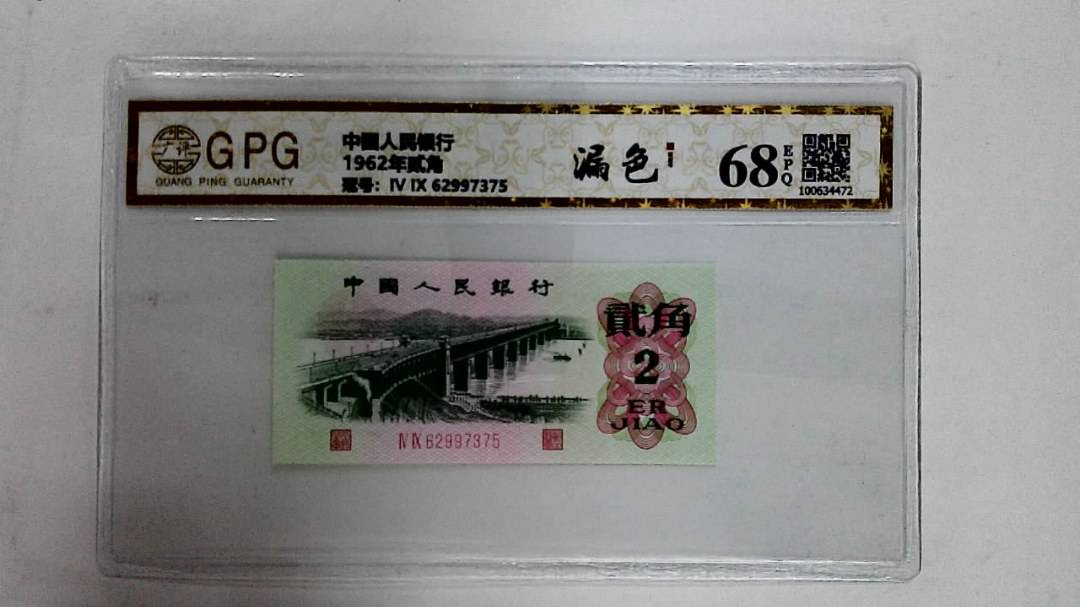 GPG
GUANG PING GUARANTY
中國人民銀行
1962年貳角
冠号: IV IX 62997375
漏色
68 EPQ
100634472
中國人民銀行
貳角
2
ER
JIAO
IV IX 62997375